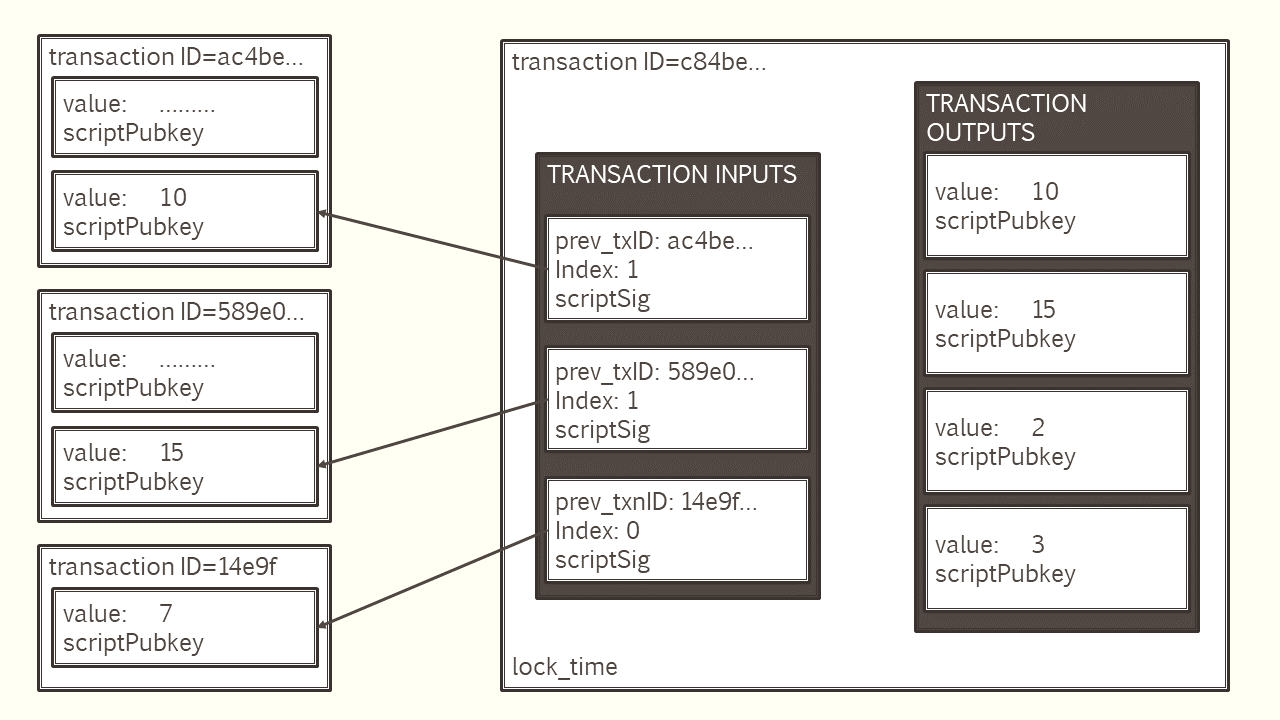 transaction ID=ac4be...
value: .........
scriptPubkey
value: 10
scriptPubkey
transaction ID=589e0...
value: .........
scriptPubkey
value: 15
scriptPubkey
transaction ID=14e9f
value: 7
scriptPubkey
transaction ID=c84be...
TRANSACTION INPUTS
prev_txID: ac4be...
Index: 1
scriptSig
prev_txID: 589e0...
Index: 1
scriptSig
prev_txnID: 14e9f...
Index: 0
scriptSig
TRANSACTION
OUTPUTS
value: 10
scriptPubkey
value: 15
scriptPubkey
value: 2
scriptPubkey
value: 3
scriptPubkey
lock_time